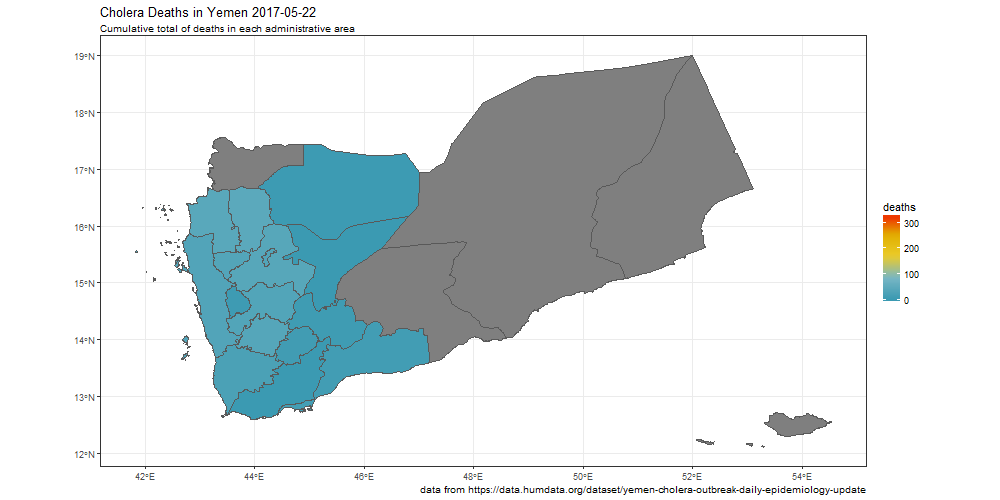 Cholera Deaths in Yemen 2017-05-22
Cumulative total of deaths in each administrative area
19°N
18°N
17°N
16°N
15°N
14°N
13°N
12°N
42°E
44°E
46°E
48°E
50°E
52°E
54°E
deaths
300
200
100
0
data from https://data.humdata.org/dataset/yemen-cholera-outbreak-daily-epidemiology-update